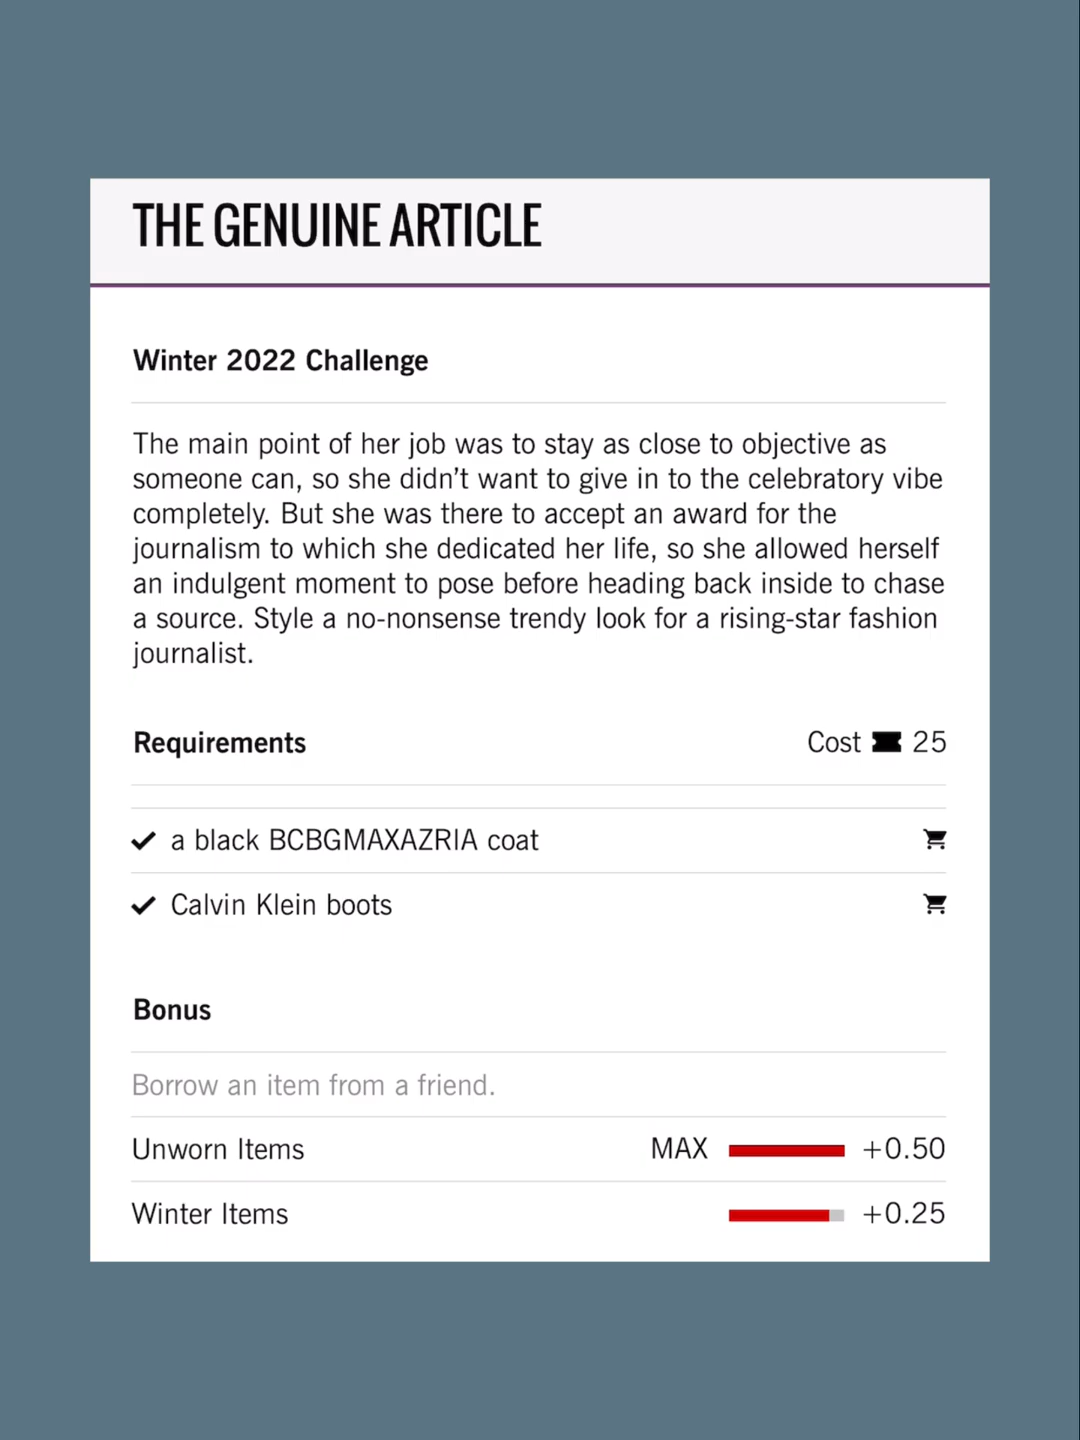 THE GENUINE ARTICLE
Winter 2022 Challenge
The main point of her job was to stay as close to objective as
someone can, so she didn't want to give in to the celebratory vibe
completely. But she was there to accept an award for the
journalism to which she dedicated her life, so she allowed herself
an indulgent moment to pose before heading back inside to chase
a source. Style a no-nonsense trendy look for a rising-star fashion
journalist.
Requirements Cost 25
a black BCBGMAXAZRIA coat
Calvin Klein boots
Bonus
Borrow an item from a friend.
Unworn Items MAX +0.50
Winter Items +0.25